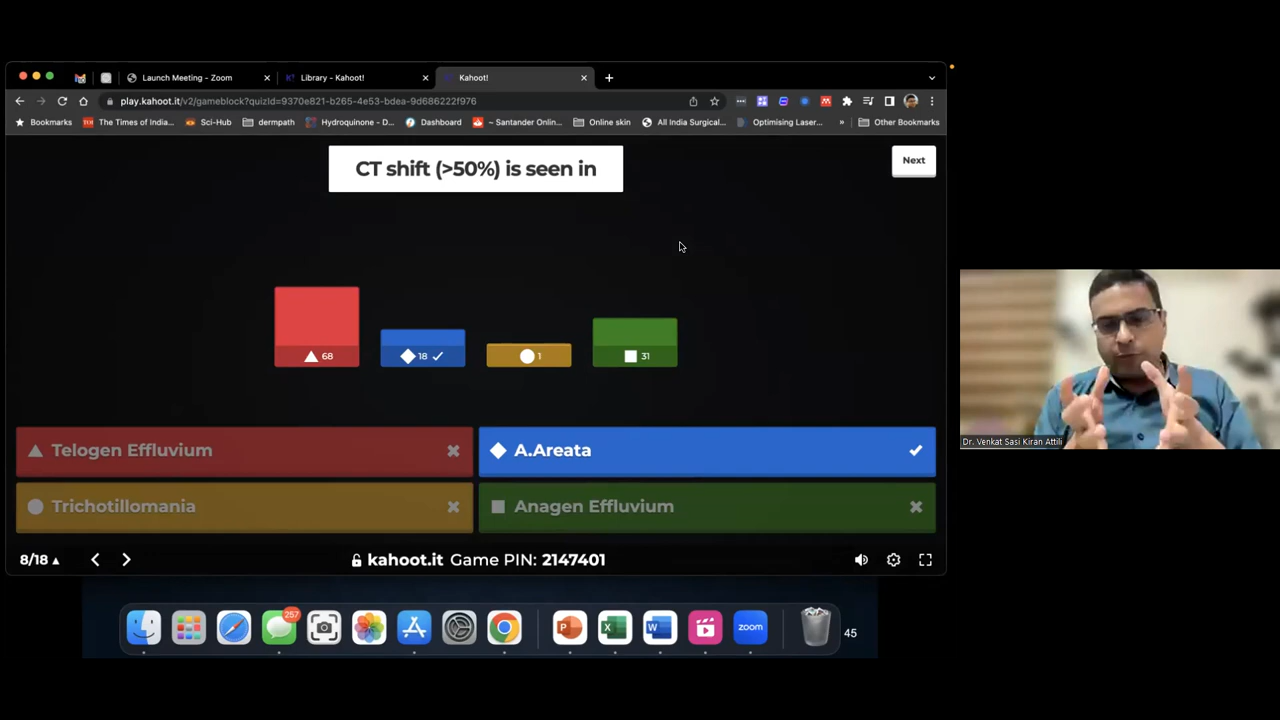 Launch Meeting - Zoom
Library - Kahoot!
Kahoot!
play.kahoot.it/v2/gameblock?quizId=9370e821-b265-4e53-bdea-9d686222f976
Bookmarks
TOI
The Times of India...
Sci-Hub
dermpath
Hydroquinone - D...
Dashboard
~ Santander Onlin...
Online skin
All India Surgical...
Optimising Laser...
»
Other Bookmarks
CT shift (>50%) is seen in
Next
68
18
1
31
Telogen Effluvium
A.Areata
Trichotillomania
Anagen Effluvium
Dr. Venkat Sasi Kiran Attili
8/18
kahoot.it Game PIN: 2147401
257
P
X
W
zoom
45